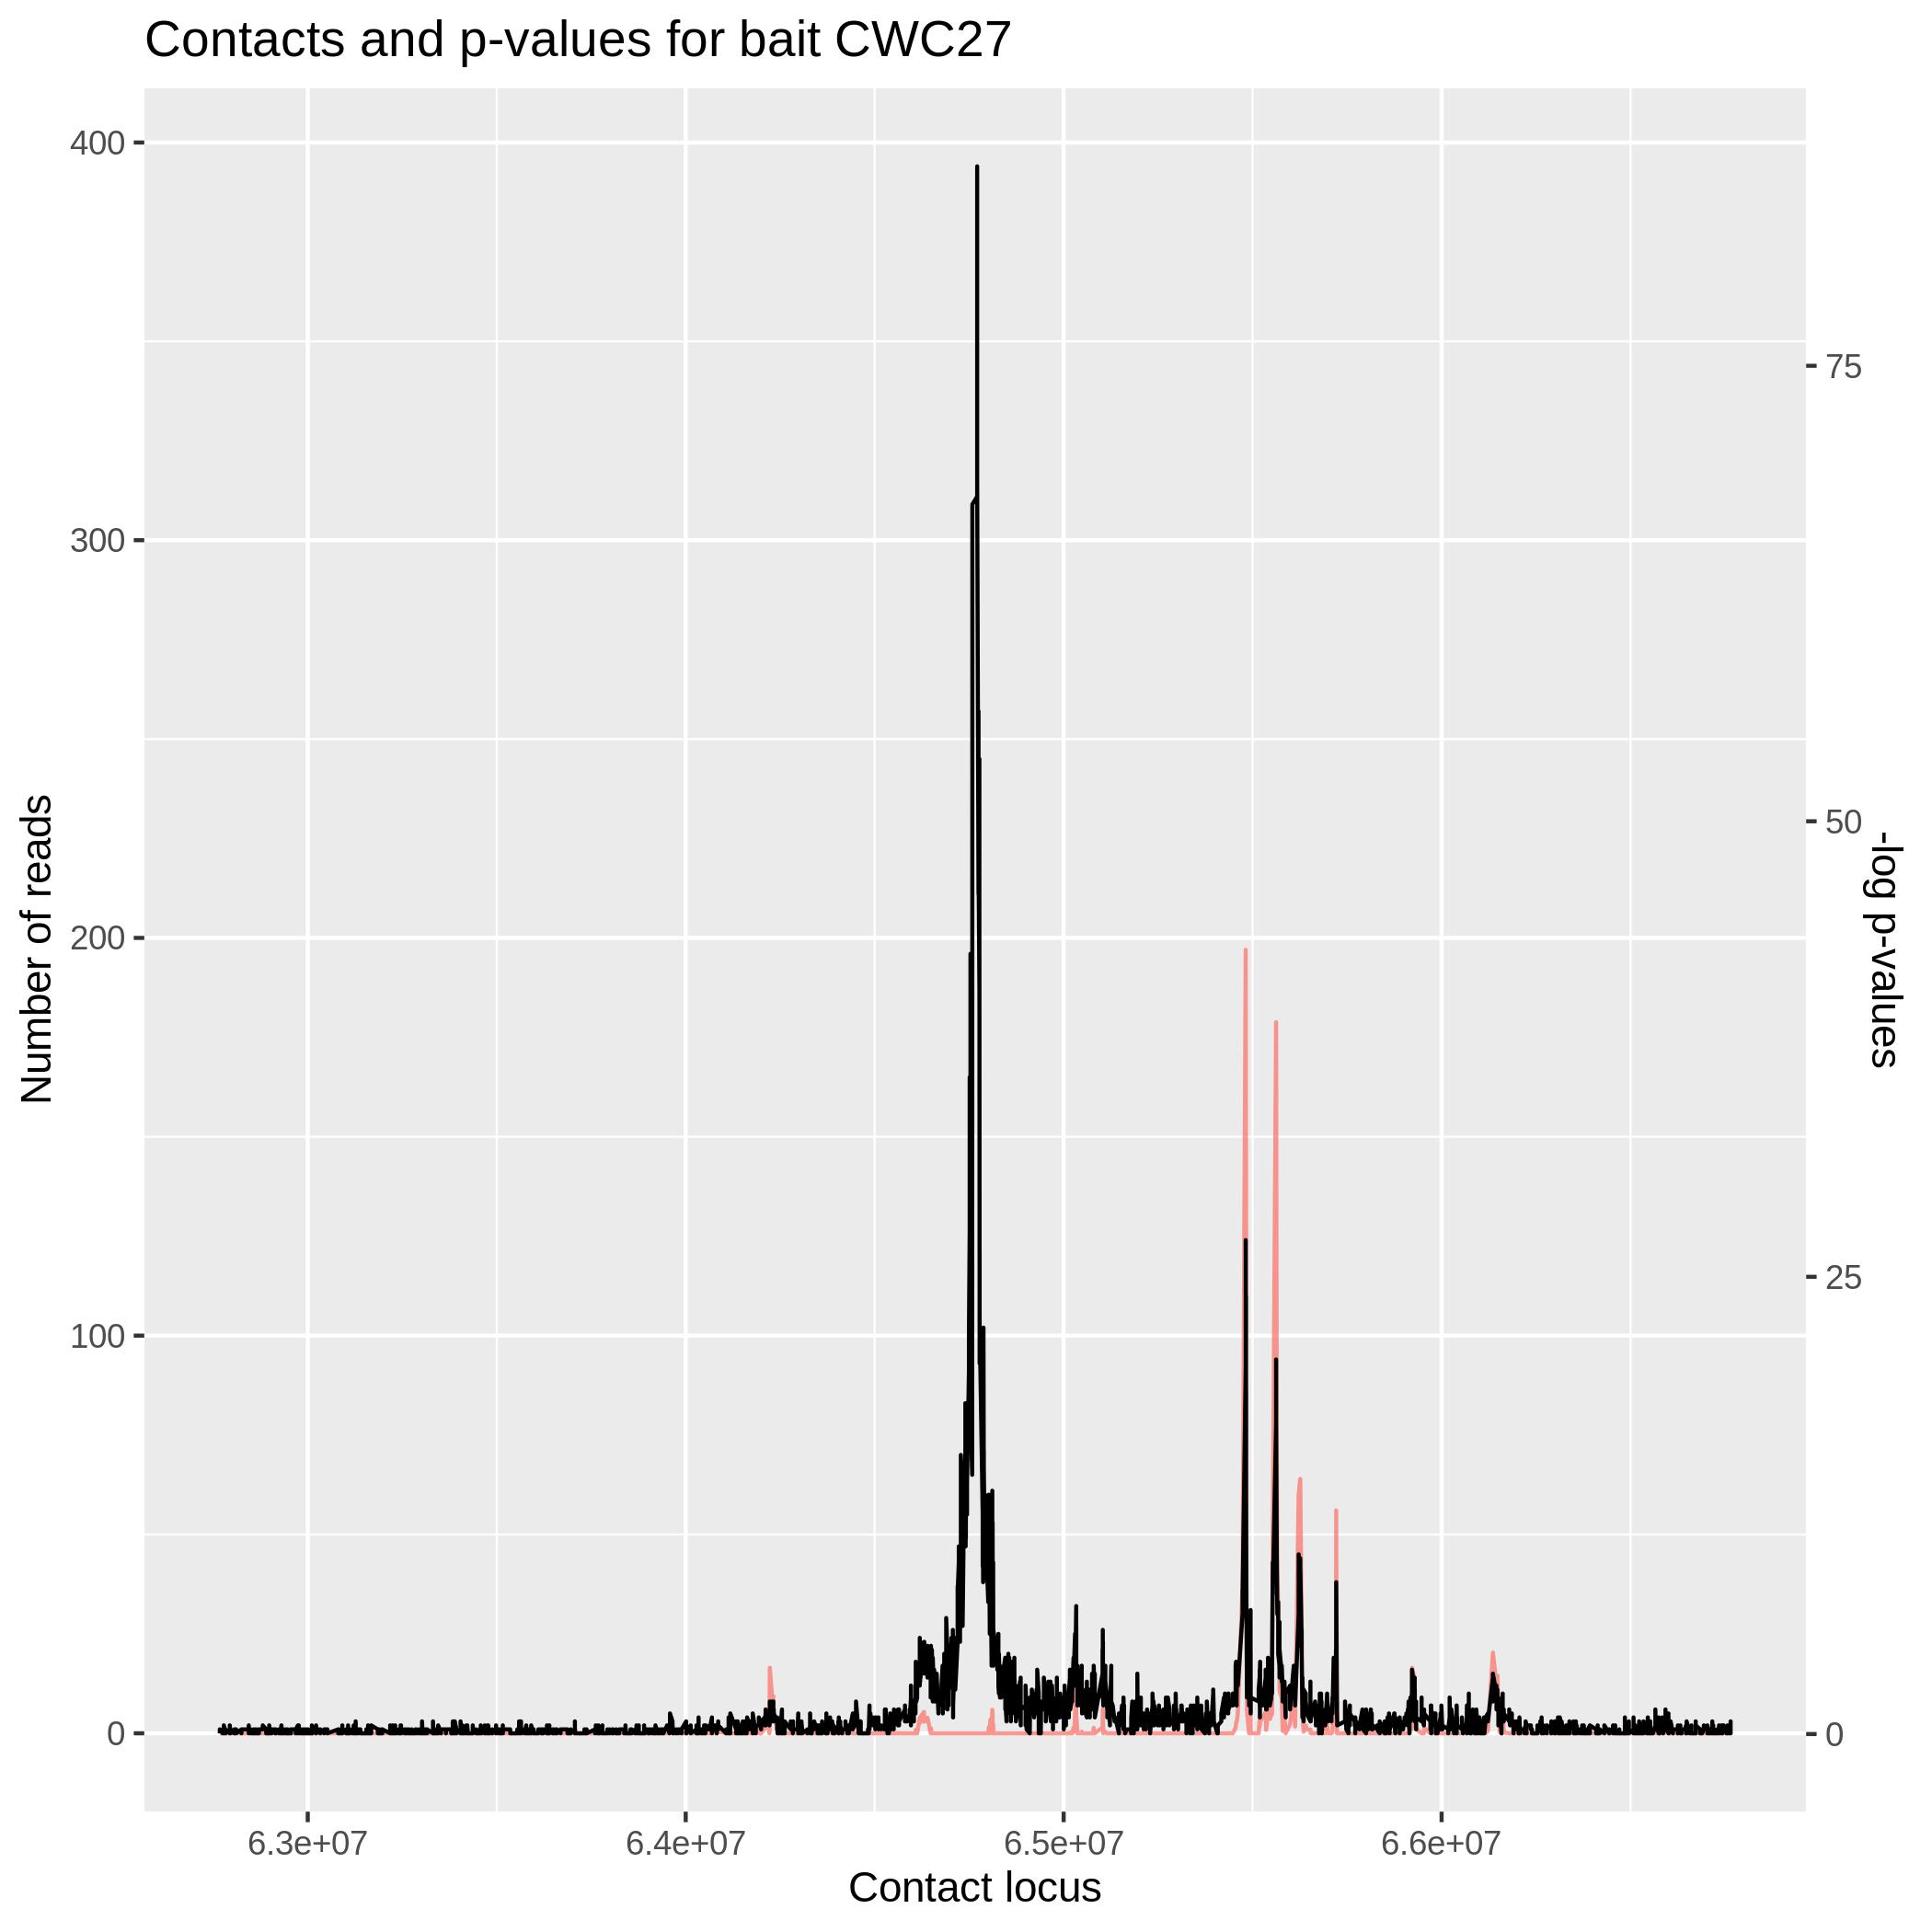 Contacts and p-values for bait CWC27
400
300
200
100
0
Number of reads
75
50
25
0
-log p-values
6.3e+07
6.4e+07
6.5e+07
6.6e+07
Contact locus